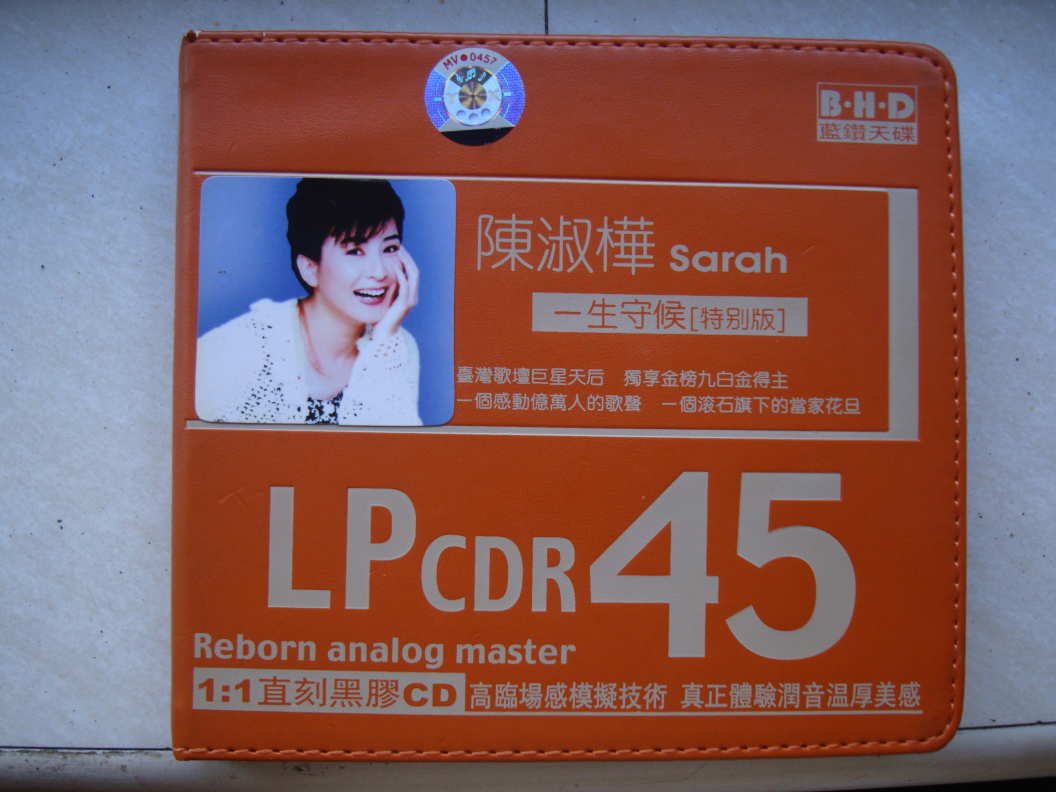 MV●0457
B·H·D
藍鑽天碟
陳淑樺 Sarah
一生守候[特别版]
臺灣歌壇巨星天后 獨享金榜九白金得主
一個感動億萬人的歌聲 一個滾石旗下的當家花旦
LPCDR45
Reborn analog master
1:1直刻黑膠CD 高臨場感模擬技術 真正體驗潤音温厚美感